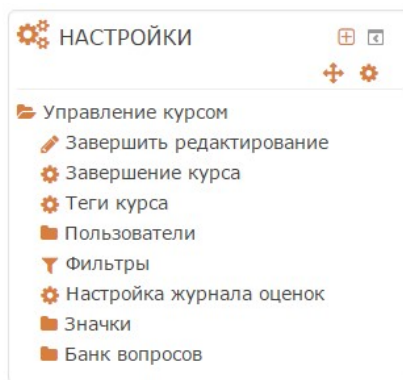 НАСТРОЙКИ
Управление курсом
Завершить редактирование
Завершение курса
Теги курса
Пользователи
Фильтры
Настройка журнала оценок
Значки
Банк вопросов